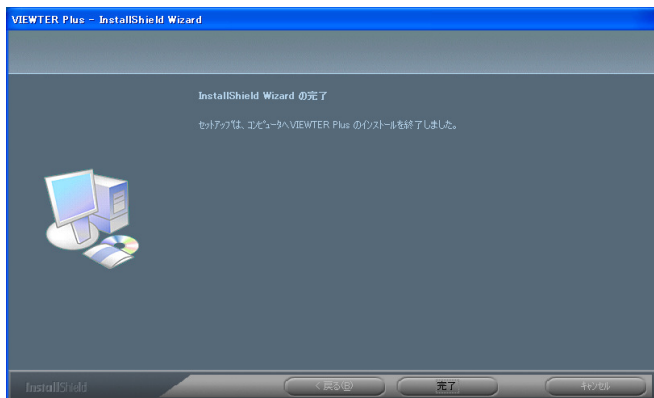 VIEWTER Plus - InstallShield Wizard
InstallShield Wizard の完了
セットアップは、コンピュータへVIEWTER Plus のインストールを終了しました。
InstallShield
< 戻る(B)
完了
キャンセル